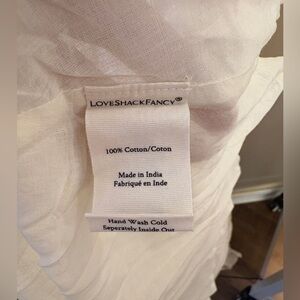 LOVESHACKFANCY®
100% Cotton/Coton
Made in India
Fabriqué en Inde
Hand Wash Cold
Seperately Inside Out